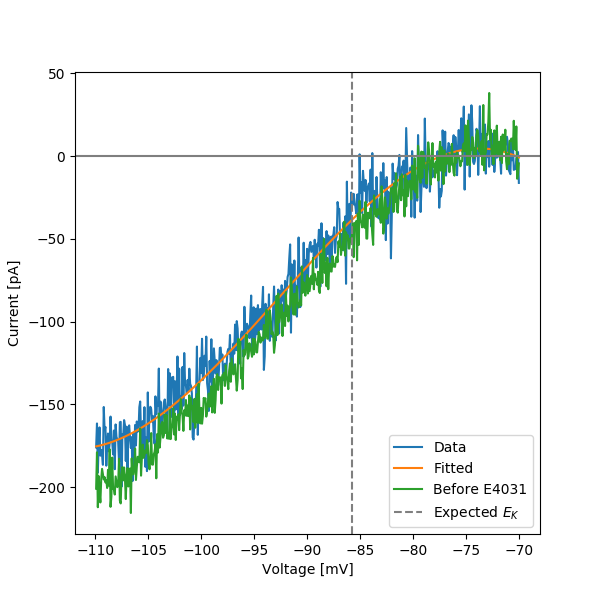 50
0
−50
−100
−150
−200
Current [pA]
−110
−105
−100
−95
−90
−85
−80
−75
−70
Voltage [mV]
Data
Fitted
Before E4031
Expected $E_K$